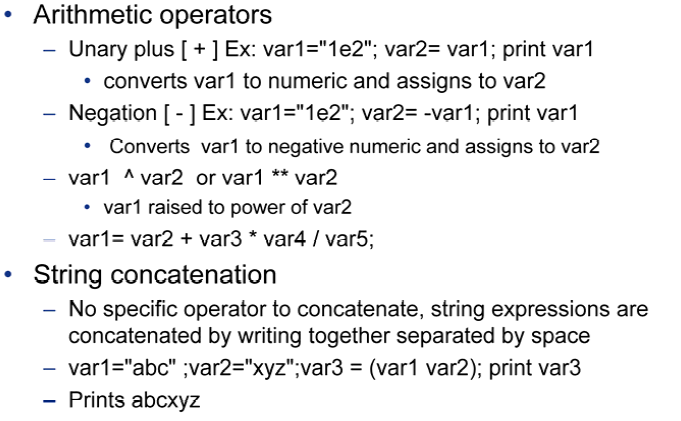 • Arithmetic operators
– Unary plus [ + ] Ex: var1="1e2"; var2= var1; print var1
• converts var1 to numeric and assigns to var2
– Negation [ - ] Ex: var1="1e2"; var2= -var1; print var1
• Converts var1 to negative numeric and assigns to var2
– var1 ^ var2 or var1 ** var2
• var1 raised to power of var2
– var1= var2 + var3 * var4 / var5;
• String concatenation
– No specific operator to concatenate, string expressions are
concatenated by writing together separated by space
– var1="abc" ;var2="xyz";var3 = (var1 var2); print var3
– Prints abcxyz